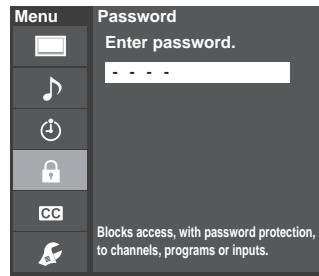 Menu
Password
Enter password.
- - - -
CC
Blocks access, with password protection,
to channels, programs or inputs.